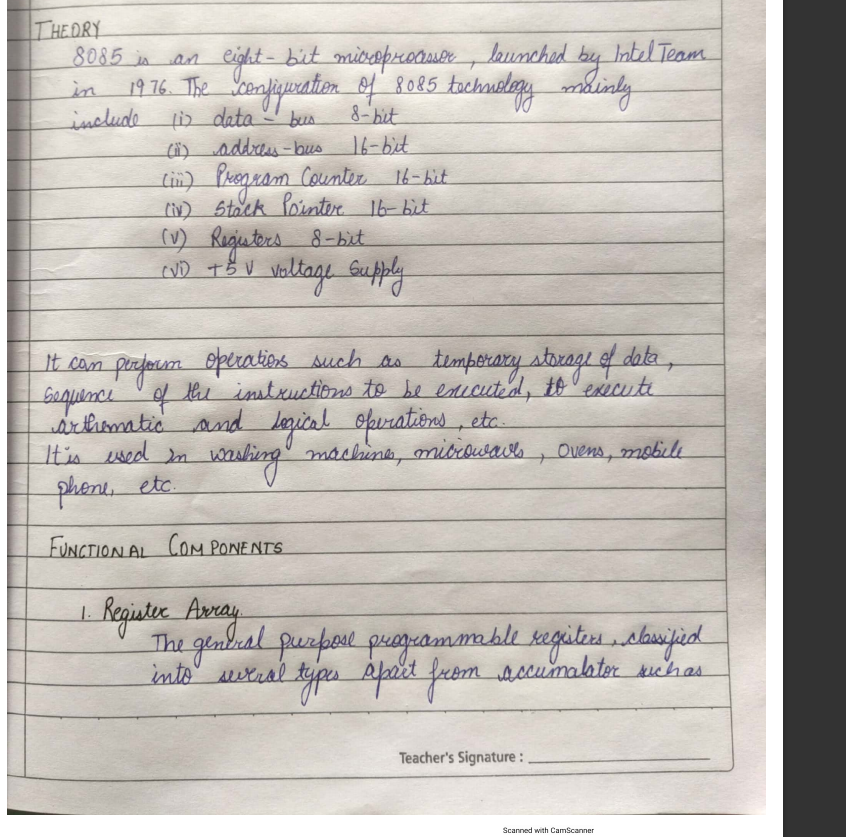 THEORY
8085 is an eight-bit microprocessor, launched by Intel Team
in 1976. The configuration of 8085 technology mainly
include (i) data-bus 8-bit
(ii) address-bus 16-bit
(iii) Program Counter 16-bit
(iv) Stack Pointer 16-bit
(v) Registers 8-bit
(vi) +5 V voltage Supply
It can perform operations such as temporary storage of data,
sequence of the instructions to be executed, to execute
arthematic and logical operations, etc.
It is used in washing machine, microwaves, ovens, mobile
phone, etc.
FUNCTIONAL COMPONENTS
1. Register Array.
The general purpose programmable registers, classified
into several types apart from accumalator such as
Teacher's Signature :
Scanned with CamScanner